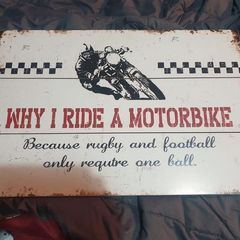 WHY I RIDE A MOTORBIKE
Because rugby and football
only require one ball.